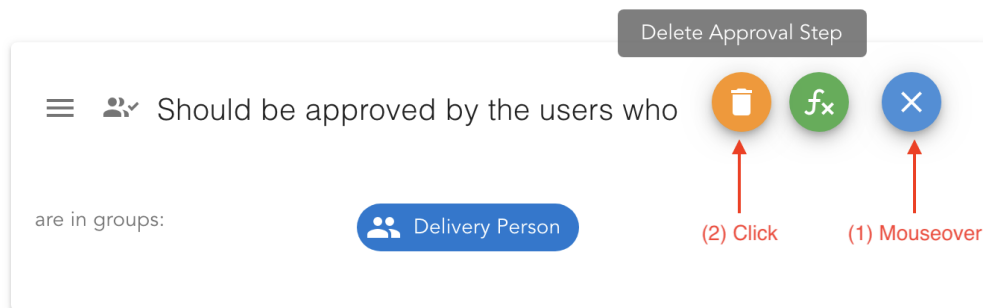 Delete Approval Step
Should be approved by the users who
fx
are in groups:
Delivery Person
(2) Click
(1) Mouseover